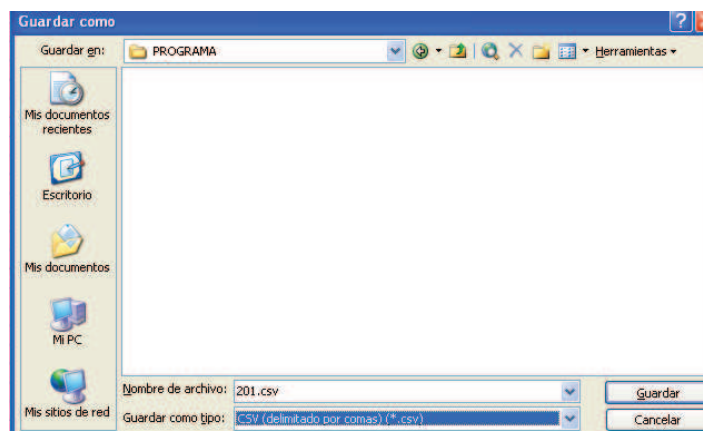 Guardar como
Guardar en: PROGRAMA Herramientas
Mis documentos
recientes
Escritorio
Mis documentos
Mi PC
Mis sitios de red
Nombre de archivo: 201.csv Guardar
Guardar como tipo: CSV (delimitado por comas) (*.csv) Cancelar